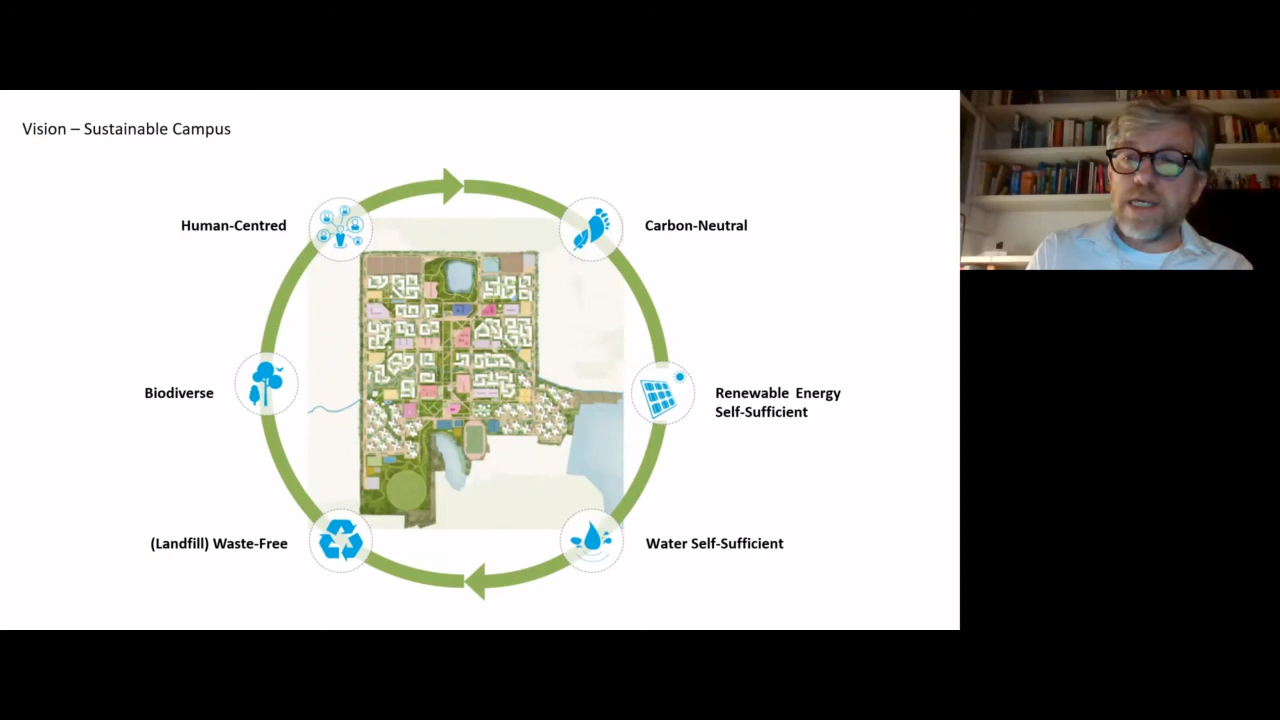 Vision – Sustainable Campus
Human-Centred
Carbon-Neutral
Biodiverse
Renewable Energy
Self-Sufficient
(Landfill) Waste-Free
Water Self-Sufficient